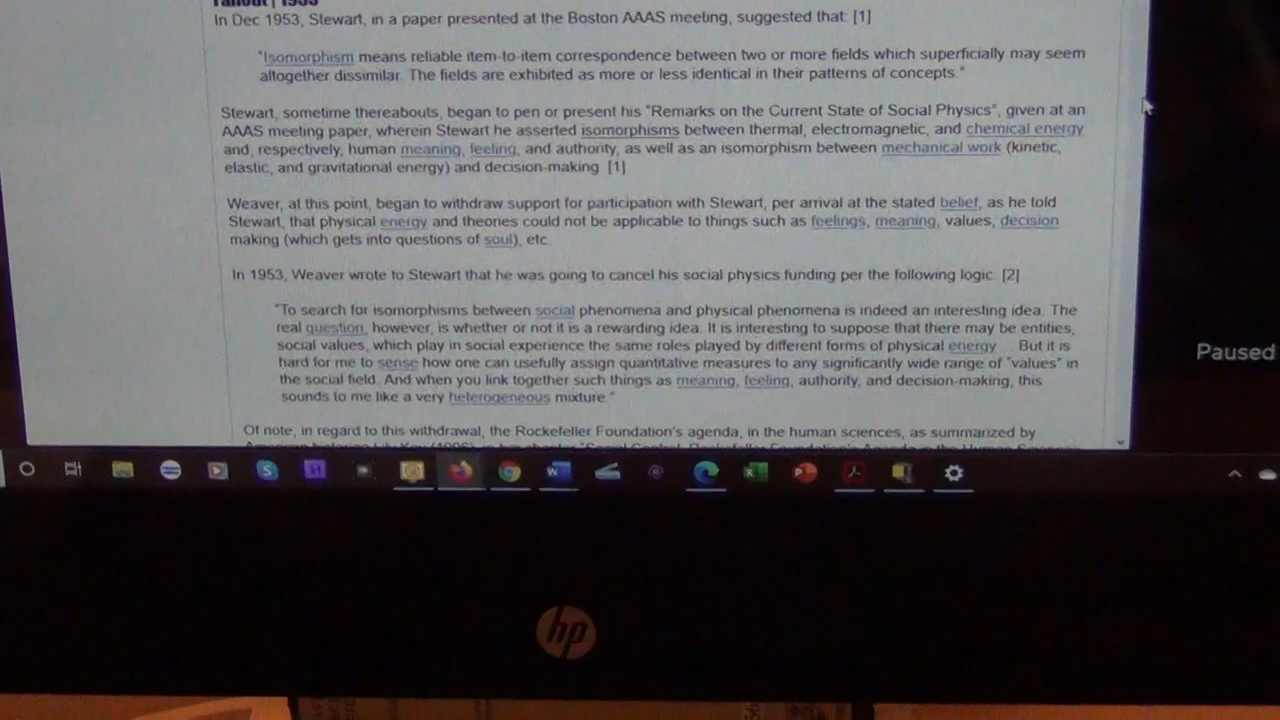 Fallout | 1953
In Dec 1953, Stewart, in a paper presented at the Boston AAAS meeting, suggested that: [1]
"Isomorphism means reliable item-to-item correspondence between two or more fields which superficially may seem
altogether dissimilar. The fields are exhibited as more or less identical in their patterns of concepts."
Stewart, sometime thereabouts, began to pen or present his "Remarks on the Current State of Social Physics", given at an
AAAS meeting paper, wherein Stewart he asserted isomorphisms between thermal, electromagnetic, and chemical energy
and, respectively, human meaning, feeling, and authority, as well as an isomorphism between mechanical work (kinetic,
elastic, and gravitational energy) and decision-making. [1]
Weaver, at this point, began to withdraw support for participation with Stewart, per arrival at the stated belief, as he told
Stewart, that physical energy and theories could not be applicable to things such as feelings, meaning, values, decision
making (which gets into questions of soul), etc.
In 1953, Weaver wrote to Stewart that he was going to cancel his social physics funding per the following logic: [2]
"To search for isomorphisms between social phenomena and physical phenomena is indeed an interesting idea. The
real question, however, is whether or not it is a rewarding idea. It is interesting to suppose that there may be entities,
social values, which play in social experience the same roles played by different forms of physical energy ... But it is
hard for me to sense how one can usefully assign quantitative measures to any significantly wide range of "values" in
the social field. And when you link together such things as meaning, feeling, authority, and decision-making, this
sounds to me like a very heterogeneous mixture."
Of note, in regard to this withdrawal, the Rockefeller Foundation's agenda, in the human sciences, as summarized by
Paused
hp